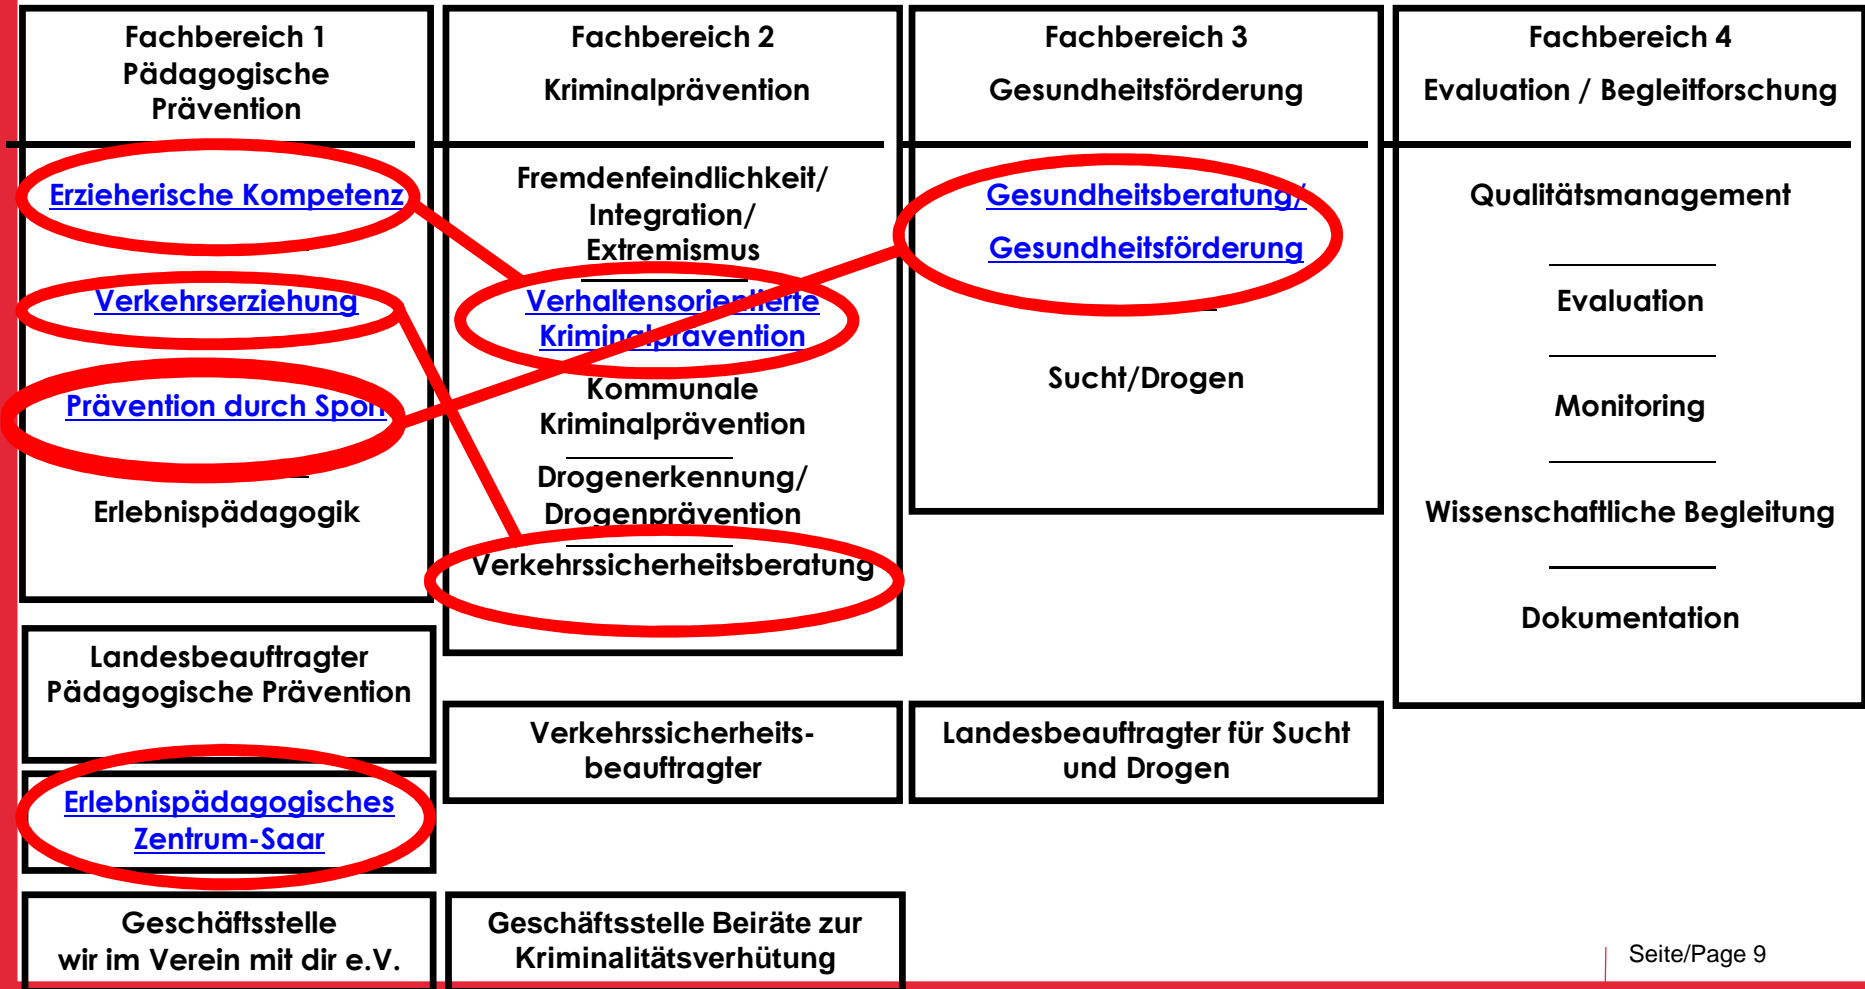 Fachbereich 1
Pädagogische
Prävention
Erzieherische Kompetenz
Verkehrserziehung
Prävention durch Sport
Erlebnispädagogik
Landesbeauftragter
Pädagogische Prävention
Erlebnispädagogisches
Zentrum-Saar
Geschäftsstelle
wir im Verein mit dir e.V.
Fachbereich 2
Kriminalprävention
Fremdenfeindlichkeit/
Integration/
Extremismus
Verhaltensorientierte
Kriminalprävention
Kommunale
Kriminalprävention
Drogenerkennung/
Drogenprävention
Verkehrssicherheitsberatung
Verkehrssicherheits-
beauftragter
Geschäftsstelle Beiräte zur
Kriminalitätsverhütung
Fachbereich 3
Gesundheitsförderung
Gesundheitsberatung/
Gesundheitsförderung
Sucht/Drogen
Landesbeauftragter für Sucht
und Drogen
Fachbereich 4
Evaluation / Begleitforschung
Qualitätsmanagement
Evaluation
Monitoring
Wissenschaftliche Begleitung
Dokumentation
Seite/Page 9